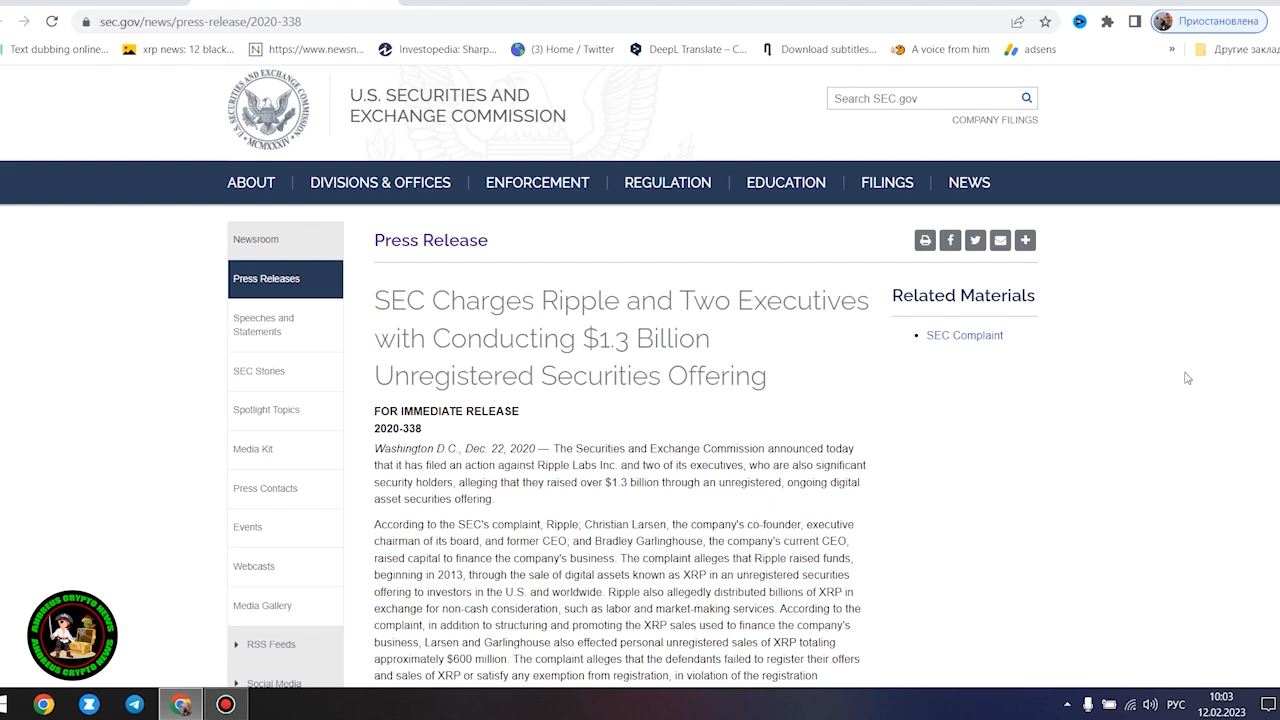 sec.gov/news/press-release/2020-338
Приостановлена
Text dubbing online...
xrp news: 12 black...
https://www.newsn...
Investopedia: Sharp...
(3) Home / Twitter
DeepL Translate – C...
Download subtitles...
A voice from him
adsens
»
Другие заклад
U.S. SECURITIES AND
EXCHANGE COMMISSION
U.S. SECURITIES AND EXCHANGE COMMISSION
MCMXXXIV
Search SEC.gov
COMPANY FILINGS
ABOUT
DIVISIONS & OFFICES
ENFORCEMENT
REGULATION
EDUCATION
FILINGS
NEWS
Newsroom
Press Releases
Speeches and
Statements
SEC Stories
Spotlight Topics
Media Kit
Press Contacts
Events
Webcasts
Media Gallery
RSS Feeds
Social Media
Press Release
SEC Charges Ripple and Two Executives
with Conducting $1.3 Billion
Unregistered Securities Offering
FOR IMMEDIATE RELEASE
2020-338
Washington D.C., Dec. 22, 2020 — The Securities and Exchange Commission announced today
that it has filed an action against Ripple Labs Inc. and two of its executives, who are also significant
security holders, alleging that they raised over $1.3 billion through an unregistered, ongoing digital
asset securities offering.
According to the SEC's complaint, Ripple; Christian Larsen, the company's co-founder, executive
chairman of its board, and former CEO; and Bradley Garlinghouse, the company's current CEO,
raised capital to finance the company's business. The complaint alleges that Ripple raised funds,
beginning in 2013, through the sale of digital assets known as XRP in an unregistered securities
offering to investors in the U.S. and worldwide. Ripple also allegedly distributed billions of XRP in
exchange for non-cash consideration, such as labor and market-making services. According to the
complaint, in addition to structuring and promoting the XRP sales used to finance the company's
business, Larsen and Garlinghouse also effected personal unregistered sales of XRP totaling
approximately $600 million. The complaint alleges that the defendants failed to register their offers
and sales of XRP or satisfy any exemption from registration, in violation of the registration
Related Materials
SEC Complaint
ANDREUS CRYPTO NEWS
ANDREUS CRYPTO NEWS
РУС
10:03
12.02.2023